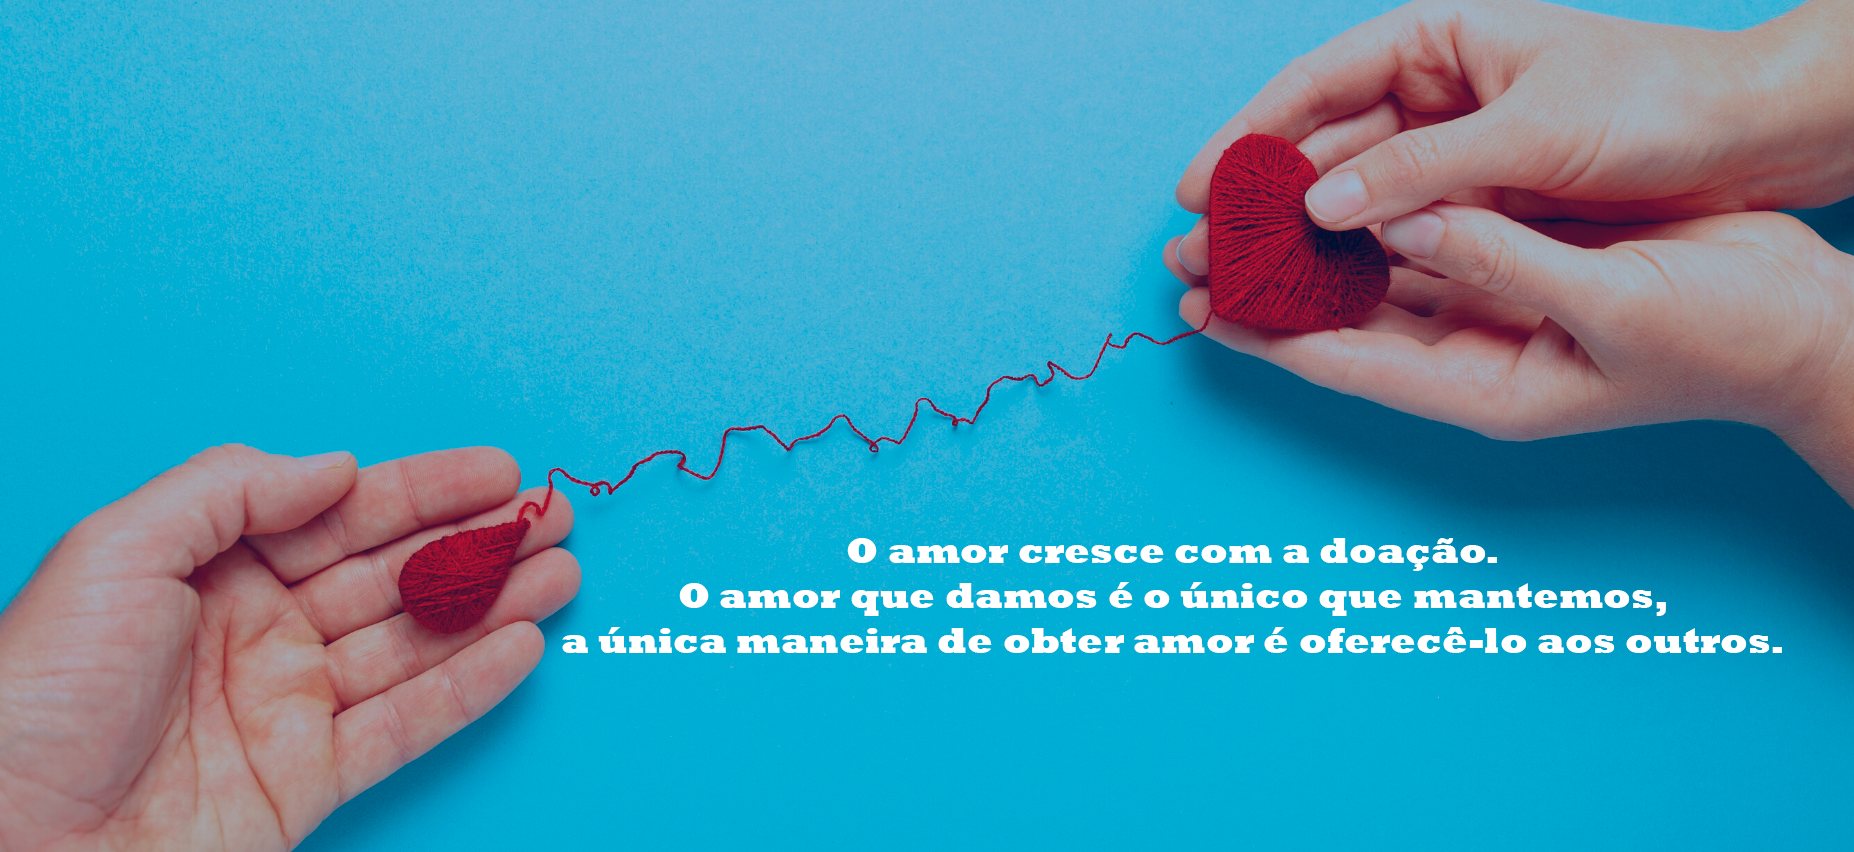 O amor cresce com a doação.
O amor que damos é o único que mantemos,
a única maneira de obter amor é oferecê-lo aos outros.